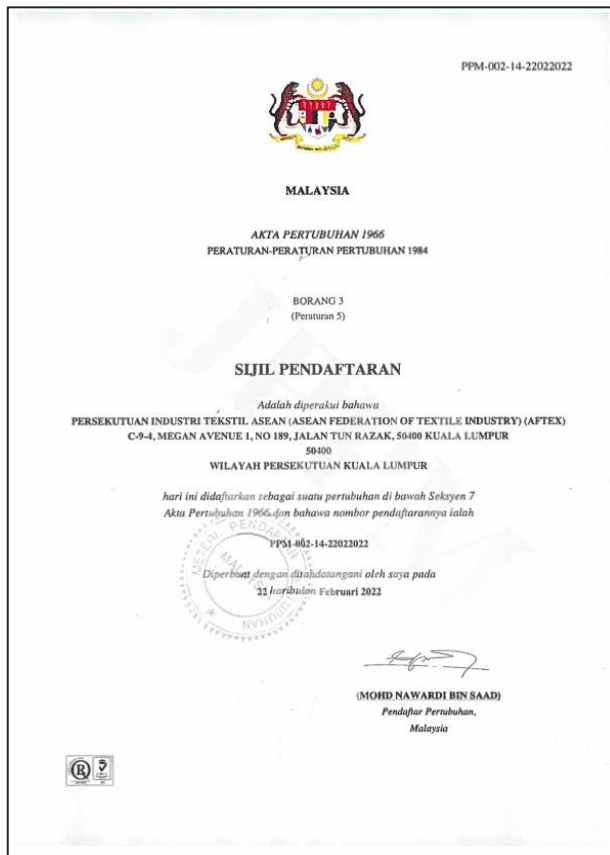 PPM-002-14-22022022
MALAYSIA
AKTA PERTUBUHAN 1966
PERATURAN-PERATURAN PERTUBUHAN 1984
BORANG 3
(Peraturan 5)
SIJIL PENDAFTARAN
Adalah diperakui bahawa
PERSEKUTUAN INDUSTRI TEKSTIL ASEAN (ASEAN FEDERATION OF TEXTILE INDUSTRY) (AFTEX)
C-9-4, MEGAN AVENUE 1, NO 189, JALAN TUN RAZAK, 50400 KUALA LUMPUR
50400
WILAYAH PERSEKUTUAN KUALA LUMPUR
hari ini didaftarkan sebagai suatu pertubuhan di bawah Seksyen 7
Akta Pertubuhan 1966 dan bahawa nombor pendaftarannya ialah
PPM-002-14-22022022
Diperbuat dengan ditandatangani oleh saya pada
22 haribulan Februari 2022
PENDAFTAR
MALAYSIA
(MOHD NAWARDI BIN SAAD)
Pendaftar Pertubuhan,
Malaysia
R